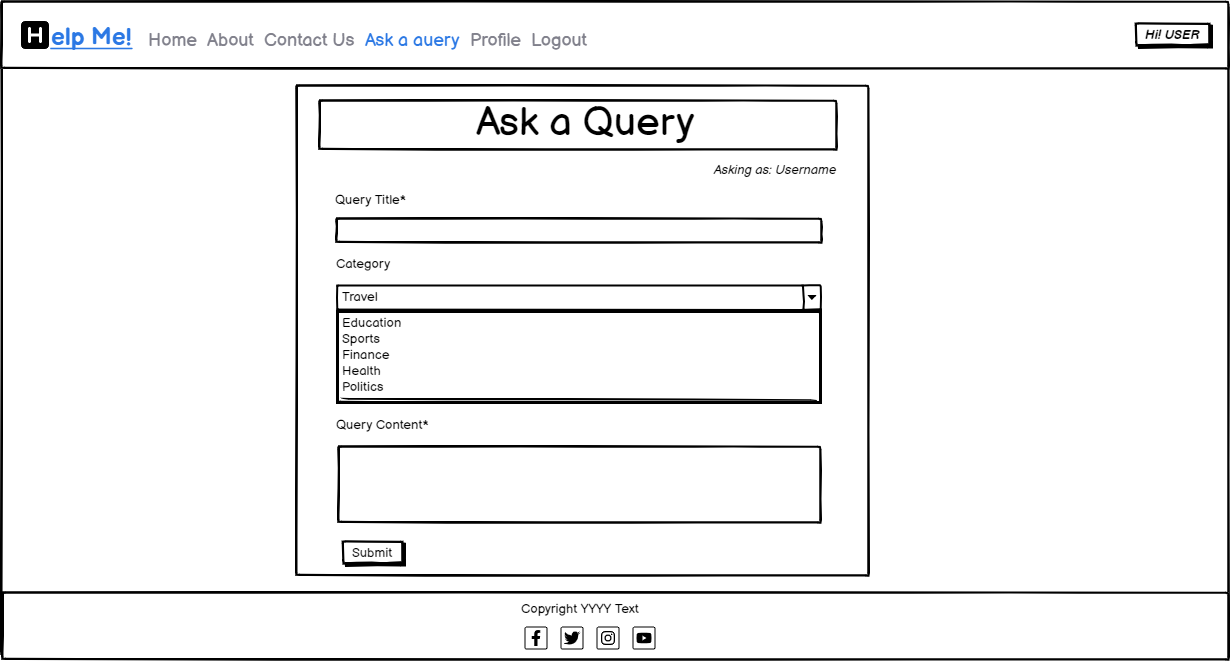 Help Me! Home About Contact Us Ask a auery Profile Logout Hi! USER
Ask a Query
Asking as: Username
Query Title*
Category
Travel
Education
Sports
Finance
Health
Politics
Query Content*
Submit
Copyright YYYY Text